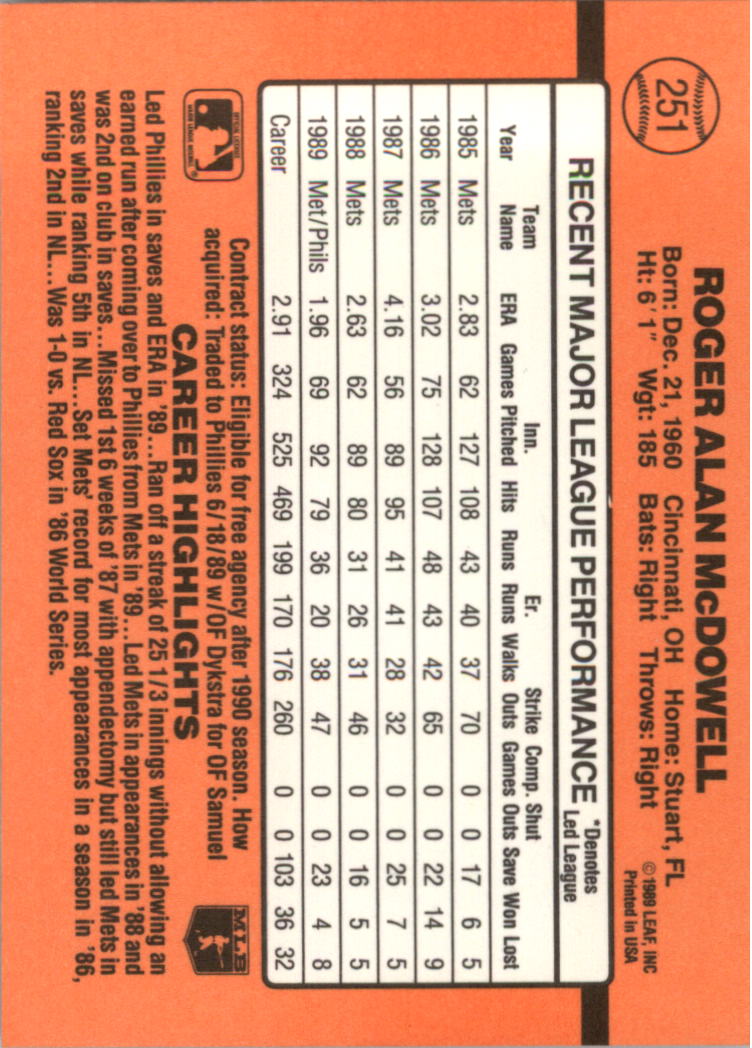 251
ROGER ALAN McDOWELL
Born: Dec. 21, 1960 Cincinnati, OH Home: Stuart, FL
Ht: 6'1" Wgt: 185 Bats: Right Throws: Right
©1989 LEAF, INC
Printed in USA
RECENT MAJOR LEAGUE PERFORMANCE *Denotes Led League
Year Team Name ERA Games Inn. Pitched Hits Runs Er. Runs Walks Strike Outs Comp. Games Shut Outs Save Won Lost
1985 Mets 2.83 62 127 108 43 40 37 70 0 0 17 6 5
1986 Mets 3.02 75 128 107 48 43 42 65 0 0 22 14 9
1987 Mets 4.16 56 89 95 41 41 28 32 0 0 25 7 5
1988 Mets 2.63 62 89 80 31 26 31 46 0 0 16 5 5
1989 Met/Phils 1.96 69 92 79 36 20 38 47 0 0 23 4 8
Career 2.91 324 525 469 199 170 176 260 0 0 103 36 32
Contract status: Eligible for free agency after 1990 season. How
acquired: Traded to Phillies 6/18/89 w/OF Dykstra for OF Samuel
MLB
CAREER HIGHLIGHTS
Led Phillies in saves and ERA in '89...Ran off a streak of 25 1/3 innings without allowing an
earned run after coming over to Phillies from Mets in '89...Led Mets in appearances in '88 and
was 2nd on club in saves...Missed 1st 6 weeks of '87 with appendectomy but still led Mets in
saves while ranking 5th in NL...Set Mets' record for most appearances in a season in '86,
ranking 2nd in NL...Was 1-0 vs. Red Sox in '86 World Series.